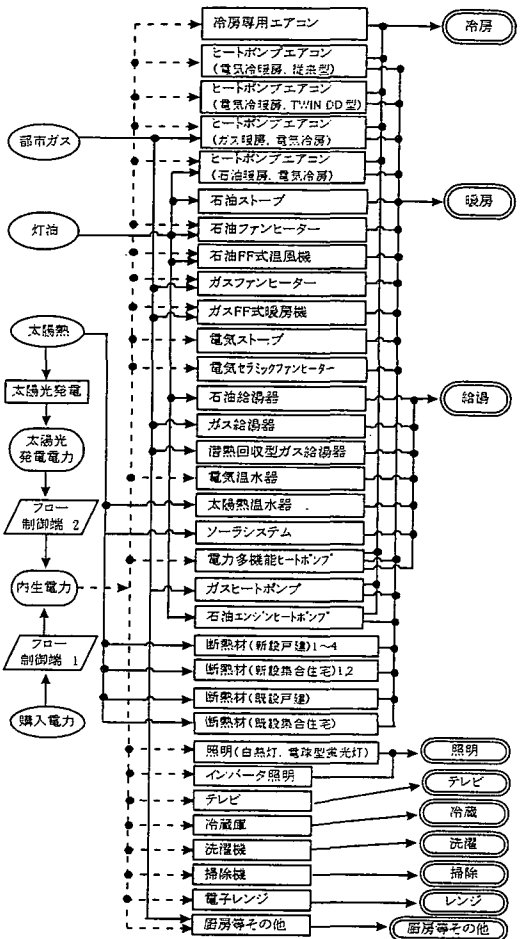 冷房専用エアコン
冷房
ヒートポンプエアコン
(電気冷暖房, 従来型)
ヒートポンプエアコン
(電気冷暖房, TWIN DD型)
都市ガス
ヒートポンプエアコン
(ガス暖房, 電気冷房)
ヒートポンプエアコン
(石油暖房, 電気冷房)
石油ストーブ
暖房
灯油
石油ファンヒーター
石油FF式温風機
ガスファンヒーター
ガスFF式暖房機
太陽熱
電気ストーブ
電気セラミックファンヒーター
太陽光発電
石油給湯器
給湯
ガス給湯器
太陽光
発電電力
潜熱回収型ガス給湯器
電気温水器
太陽熱温水器
フロー
制御端 2
ソーラシステム
電力多機能ヒートポンプ
内生電力
ガスヒートポンプ
石油エンジンヒートポンプ
フロー
制御端 1
断熱材(新設戸建)1~4
断熱材(新設集合住宅)1,2
断熱材(既設戸建)
購入電力
断熱材(既設集合住宅)
照明(白熱灯, 電球型蛍光灯)
照明
インバータ照明
テレビ
テレビ
冷蔵庫
冷蔵
洗濯機
洗濯
掃除機
掃除
電子レンジ
レンジ
厨房等その他
厨房等その他